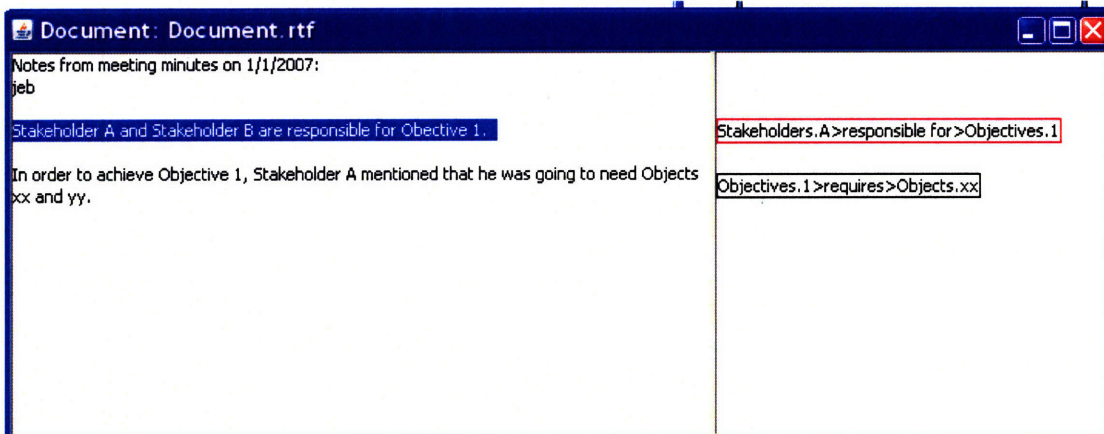 Document: Document.rtf
Notes from meeting minutes on 1/1/2007:
jeb
Stakeholder A and Stakeholder B are responsible for Obective 1.
In order to achieve Objective 1, Stakeholder A mentioned that he was going to need Objects
xx and yy.
Stakeholders.A>responsible for>Objectives.1
Objectives.1>requires>Objects.xx